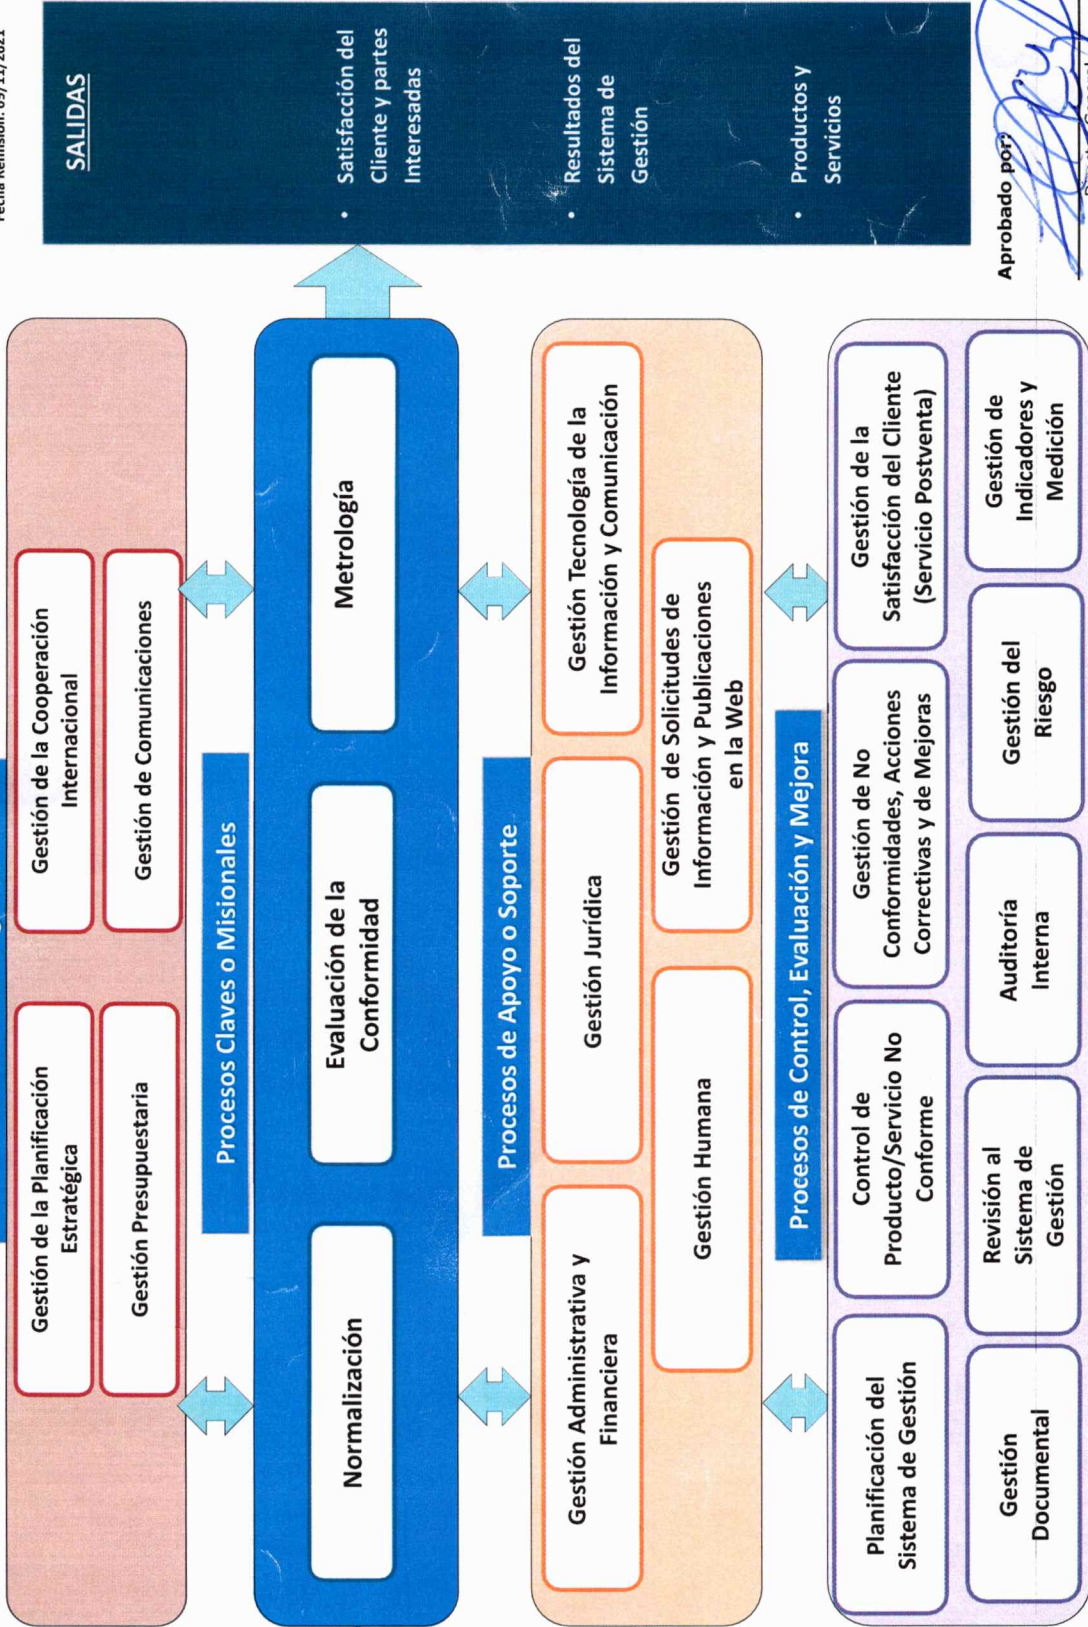 Fecha Remisión: 09/11/2021
Gestión de la Planificación
Estratégica
Gestión de la Cooperación
Internacional
Gestión Presupuestaria
Gestión de Comunicaciones
Procesos Claves o Misionales
Normalización
Evaluación de la
Conformidad
Metrología
Procesos de Apoyo o Soporte
Gestión Administrativa y
Financiera
Gestión Jurídica
Gestión Tecnología de la
Información y Comunicación
Gestión Humana
Gestión de Solicitudes de
Información y Publicaciones
en la Web
Procesos de Control, Evaluación y Mejora
Planificación del
Sistema de Gestión
Control de
Producto/Servicio No
Conforme
Gestión de No
Conformidades, Acciones
Correctivas y de Mejoras
Gestión de la
Satisfacción del Cliente
(Servicio Postventa)
Gestión
Documental
Revisión al
Sistema de
Gestión
Auditoría
Interna
Gestión del
Riesgo
Gestión de
Indicadores y
Medición
SALIDAS
• Satisfacción del
Cliente y partes
Interesadas
• Resultados del
Sistema de
Gestión
• Productos y
Servicios
Aprobado por: